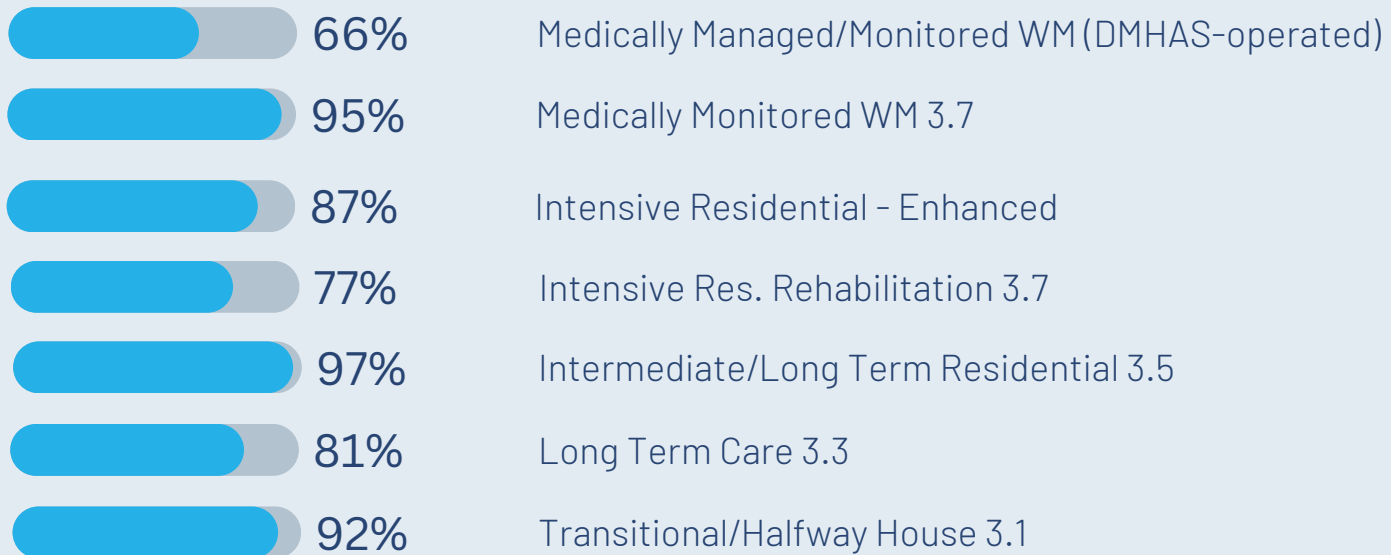 66% Medically Managed/Monitored WM (DMHAS-operated)
95% Medically Monitored WM 3.7
87% Intensive Residential - Enhanced
77% Intensive Res. Rehabilitation 3.7
97% Intermediate/Long Term Residential 3.5
81% Long Term Care 3.3
92% Transitional/Halfway House 3.1